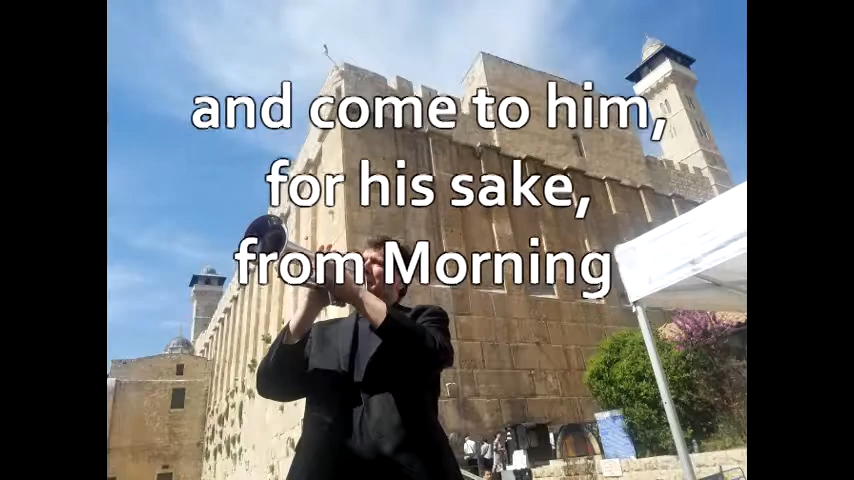 and come to him,
for his sake,
from Morning